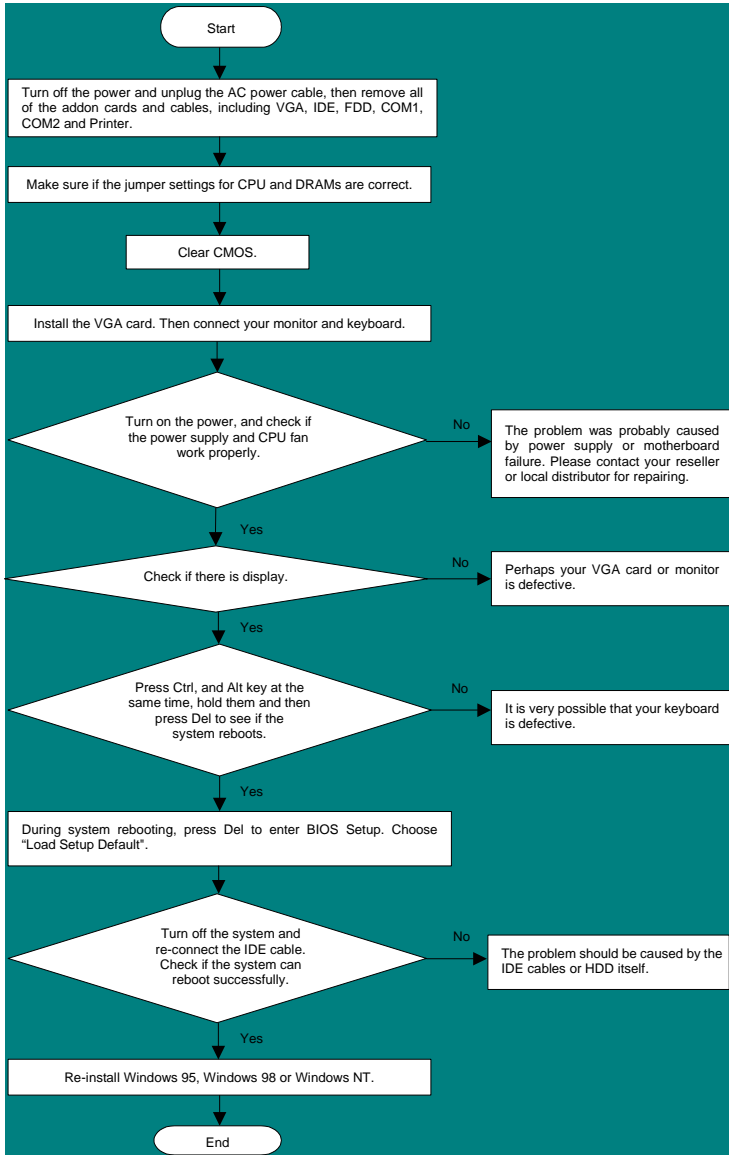 Start
Turn off the power and unplug the AC power cable, then remove all
of the addon cards and cables, including VGA, IDE, FDD, COM1,
COM2 and Printer.
Make sure if the jumper settings for CPU and DRAMs are correct.
Clear CMOS.
Install the VGA card. Then connect your monitor and keyboard.
Turn on the power, and check if
the power supply and CPU fan
work properly.
No
The problem was probably caused
by power supply or motherboard
failure. Please contact your reseller
or local distributor for repairing.
Yes
Check if there is display.
No
Perhaps your VGA card or monitor
is defective.
Yes
Press Ctrl, and Alt key at the
same time, hold them and then
press Del to see if the
system reboots.
No
It is very possible that your keyboard
is defective.
Yes
During system rebooting, press Del to enter BIOS Setup. Choose
“Load Setup Default”.
Turn off the system and
re-connect the IDE cable.
Check if the system can
reboot successfully.
No
The problem should be caused by the
IDE cables or HDD itself.
Yes
Re-install Windows 95, Windows 98 or Windows NT.
End